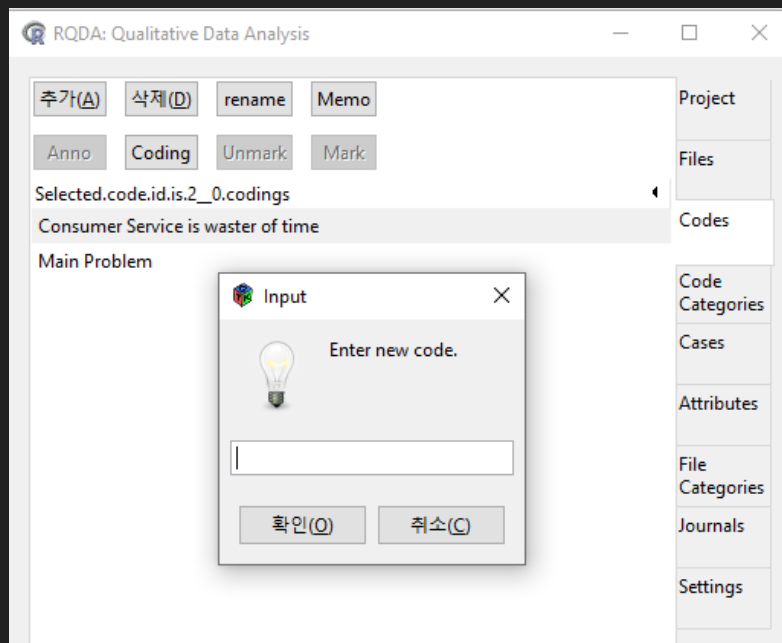 RQDA: Qualitative Data Analysis
추가(A) 삭제(D) rename Memo
Anno Coding Unmark Mark
Selected.code.id.is.2__0.codings
Consumer Service is waster of time
Main Problem
Input
Enter new code.
확인(O) 취소(C)
Project
Files
Codes
Code
Categories
Cases
Attributes
File
Categories
Journals
Settings